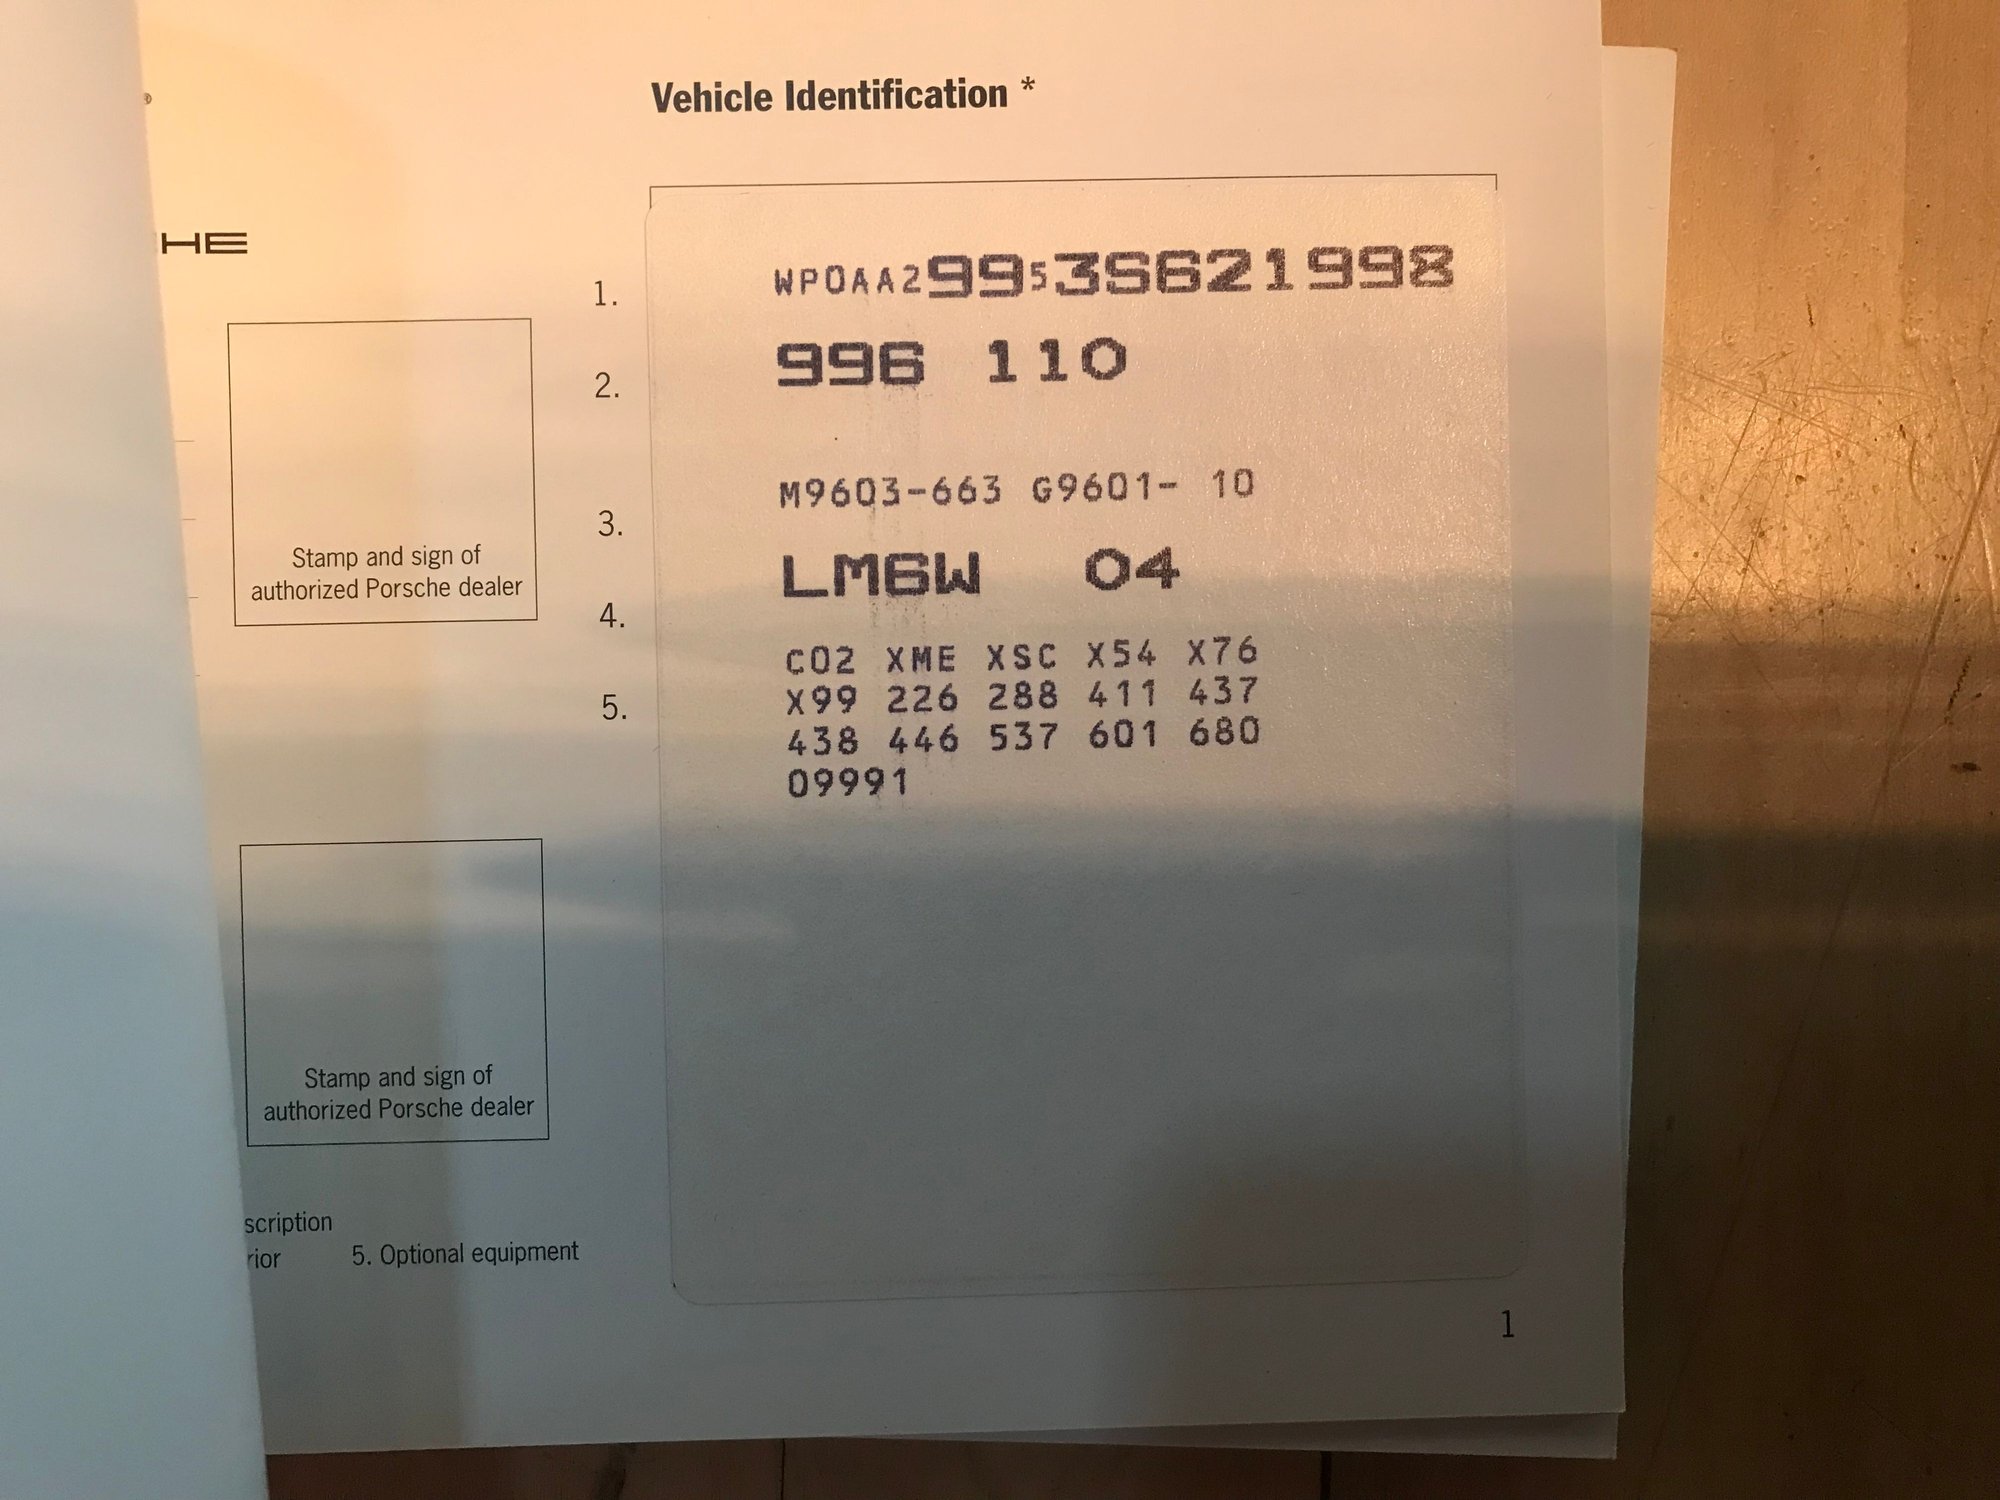 Vehicle Identification *
®
HE
1. WP0AA29953S621998
2. 996 110
M9603-663 G9601- 10
3. LM6W 04
4. C02 XME XSC X54 X76
X99 226 288 411 437
5. 438 446 537 601 680
09991
Stamp and sign of
authorized Porsche dealer
Stamp and sign of
authorized Porsche dealer
scription
rior 5. Optional equipment
1